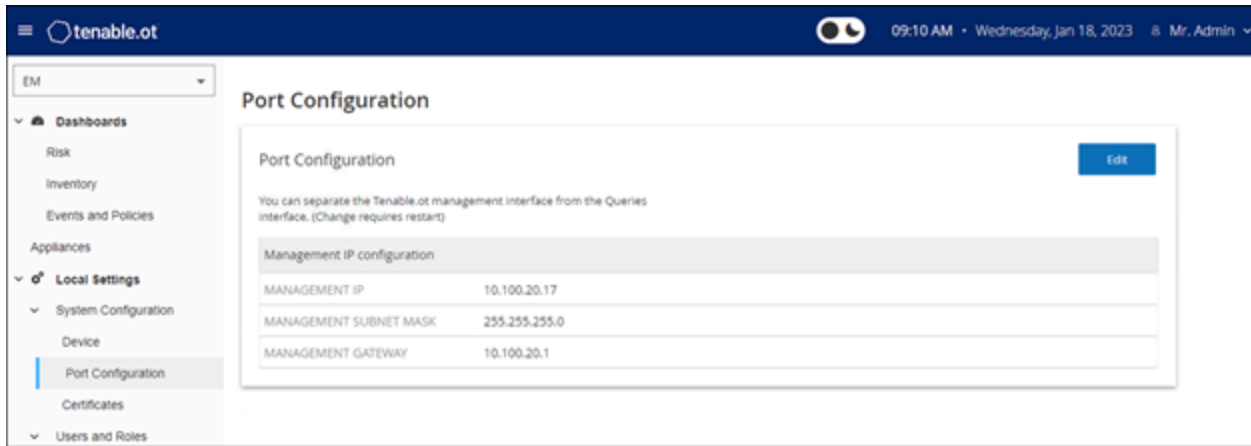 tenable.ot
09:10 AM • Wednesday, Jan 18, 2023 Mr. Admin
EM
Dashboards
Risk
Inventory
Events and Policies
Appliances
Local Settings
System Configuration
Device
Port Configuration
Certificates
Users and Roles
Port Configuration
Port Configuration
Edit
You can separate the Tenable.ot management interface from the Queries
interface. (Change requires restart)
Management IP configuration
MANAGEMENT IP 10.100.20.17
MANAGEMENT SUBNET MASK 255.255.255.0
MANAGEMENT GATEWAY 10.100.20.1